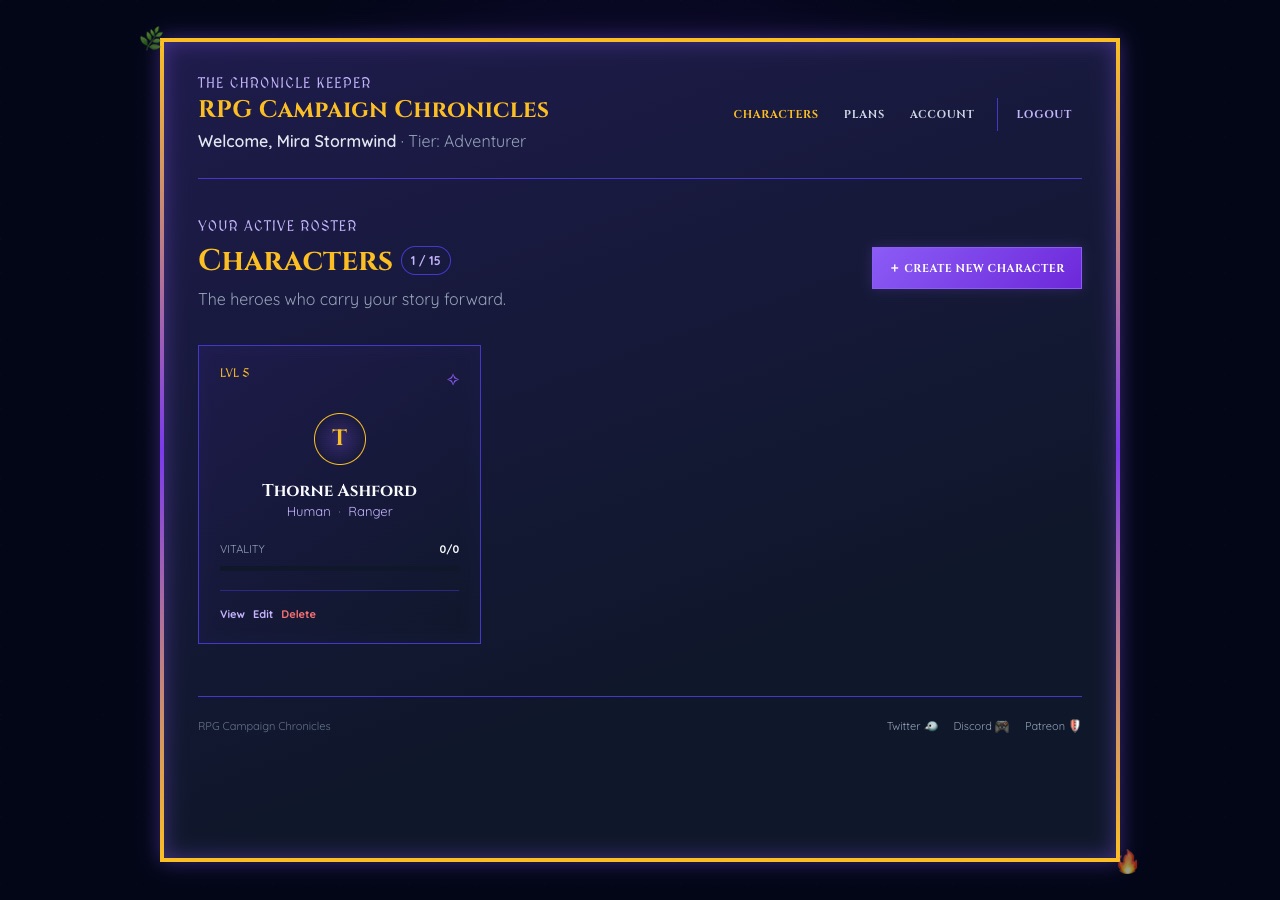 THE CHRONICLE KEEPER
RPG Campaign Chronicles
Welcome, Mira Stormwind · Tier: Adventurer
CHARACTERS PLANS ACCOUNT LOGOUT
YOUR ACTIVE ROSTER
Characters 1 / 15
The heroes who carry your story forward.
+ CREATE NEW CHARACTER
LVL 5
T
Thorne Ashford
Human · Ranger
VITALITY 0/0
View Edit Delete
RPG Campaign Chronicles
Twitter Discord Patreon